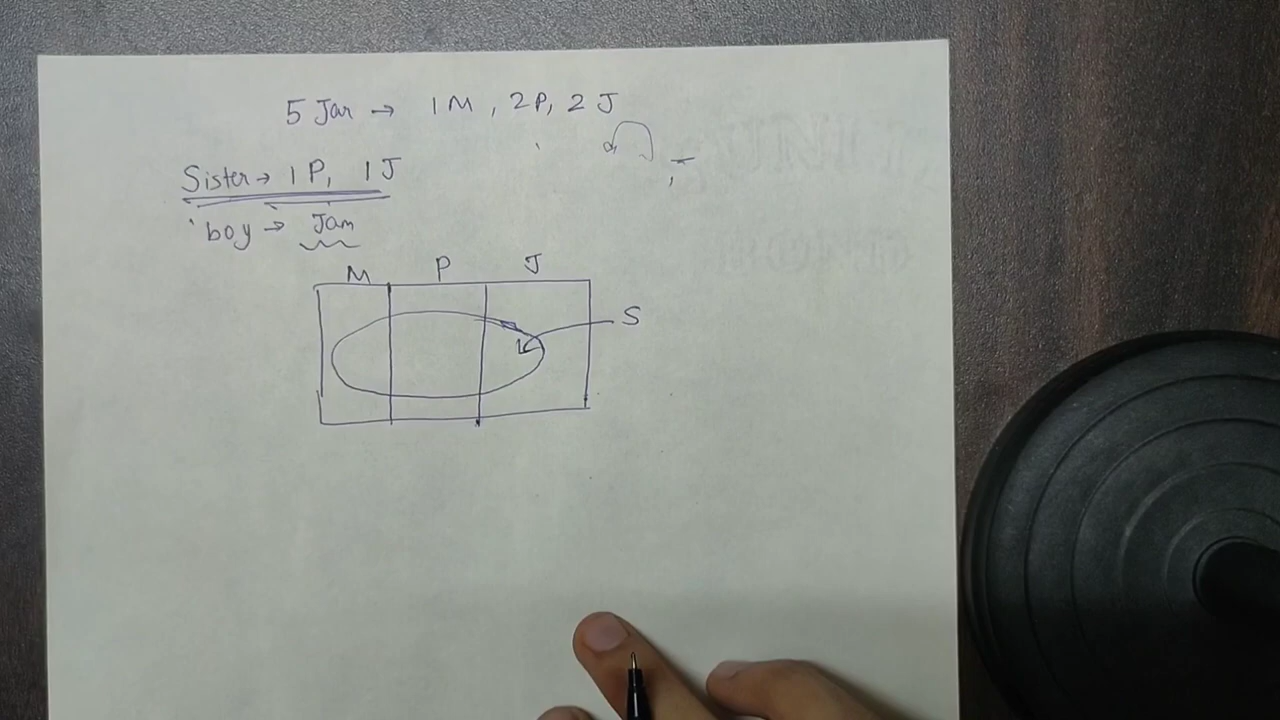 5 Jar → 1 M, 2 P, 2 J
Sister → 1 P, 1 J
boy → Jam
M P J
S